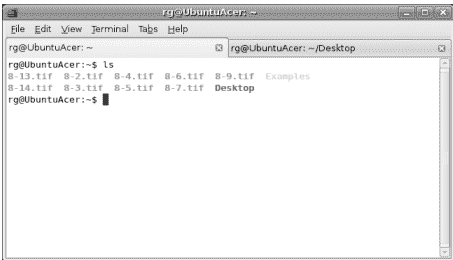 rg@UbuntuAcer: ~
File Edit View Terminal Tabs Help
rg@UbuntuAcer: ~ rg@UbuntuAcer: ~/Desktop
rg@UbuntuAcer:~$ ls
8-13.tif 8-2.tif 8-4.tif 8-6.tif 8-9.tif Examples
8-14.tif 8-3.tif 8-5.tif 8-7.tif Desktop
rg@UbuntuAcer:~$